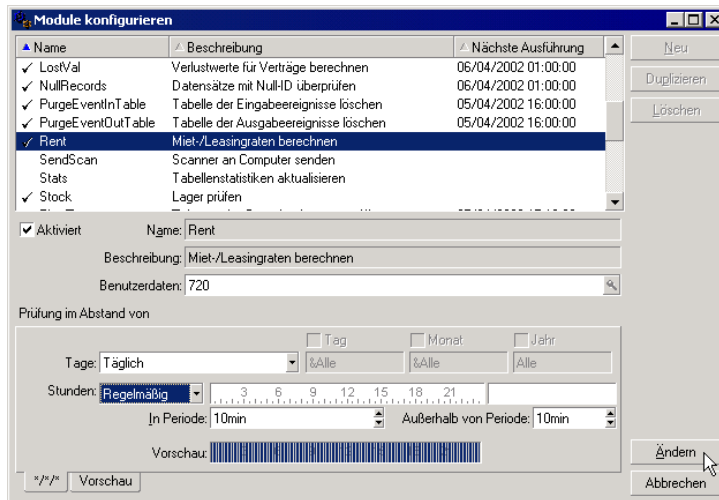 Module konfigurieren
Name Beschreibung Nächste Ausführung
LostVal Verlustwerte für Verträge berechnen 06/04/2002 01:00:00
NullRecords Datensätze mit Null-ID überprüfen 06/04/2002 01:00:00
PurgeEventInTable Tabelle der Eingabeereignisse löschen 05/04/2002 16:00:00
PurgeEventOutTable Tabelle der Ausgabeereignisse löschen 05/04/2002 16:00:00
Rent Miet-/Leasingraten berechnen
SendScan Scanner an Computer senden
Stats Tabellenstatistiken aktualisieren
Stock Lager prüfen
Neu
Duplizieren
Löschen
Aktiviert Name: Rent
Beschreibung: Miet-/Leasingraten berechnen
Benutzerdaten: 720
Prüfung im Abstand von
Tag Monat Jahr
Tage: Täglich &Alle &Alle Alle
Stunden: Regelmäßig 3 6 9 12 15 18 21
In Periode: 10min Außerhalb von Periode: 10min
Vorschau:
*/*/* Vorschau
Ändern
Abbrechen